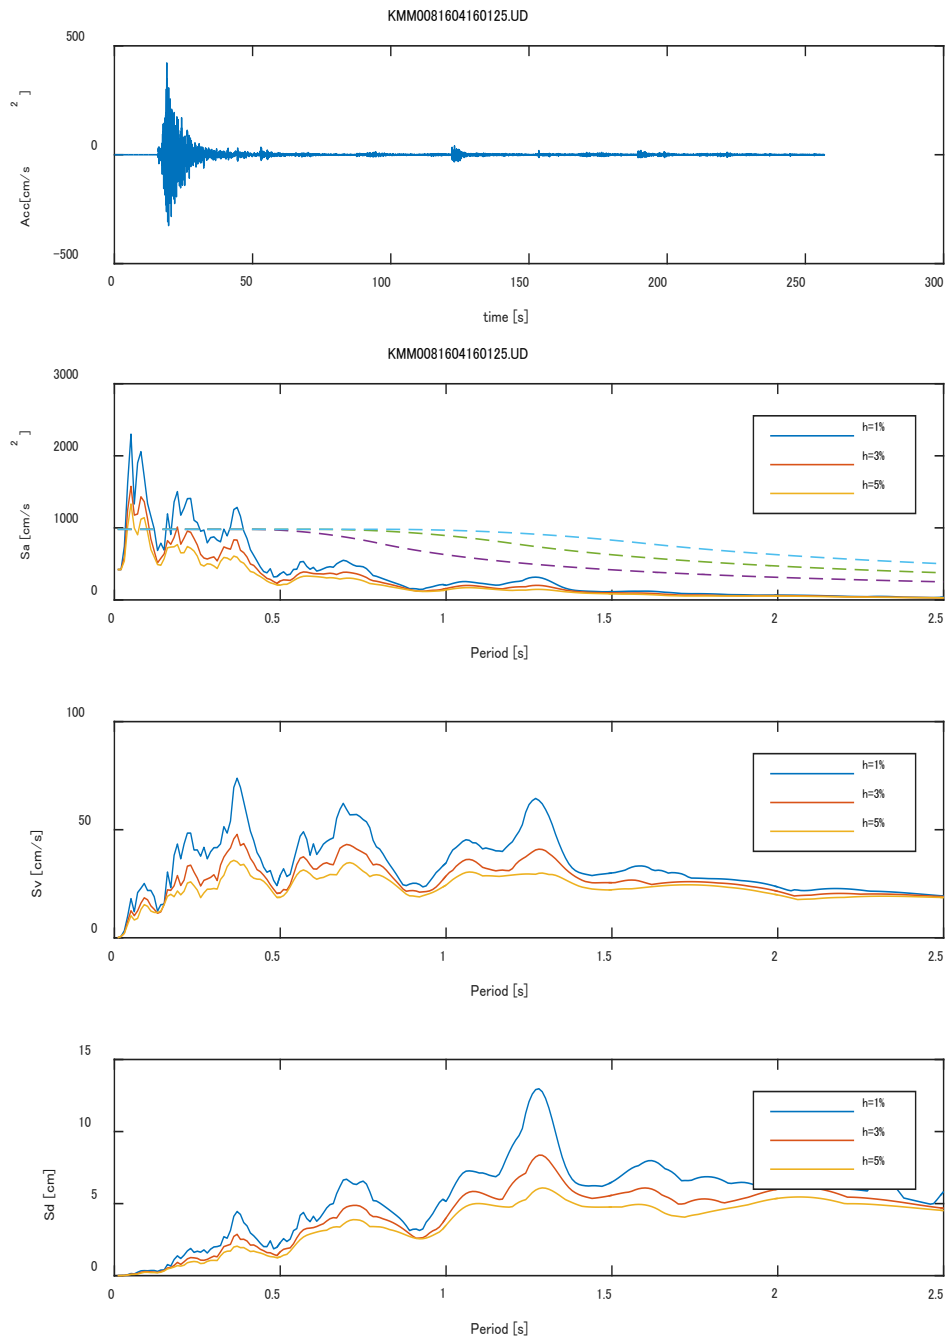 KMM0081604160125.UD
500
0
-500
Acc[cm/s2]
0 50 100 150 200 250 300
time [s]
KMM0081604160125.UD
3000
2000
1000
0
Sa [cm/s2]
h=1%
h=3%
h=5%
0 0.5 1 1.5 2 2.5
Period [s]
100
50
0
Sv [cm/s]
h=1%
h=3%
h=5%
0 0.5 1 1.5 2 2.5
Period [s]
15
10
5
0
Sd [cm]
h=1%
h=3%
h=5%
0 0.5 1 1.5 2 2.5
Period [s]